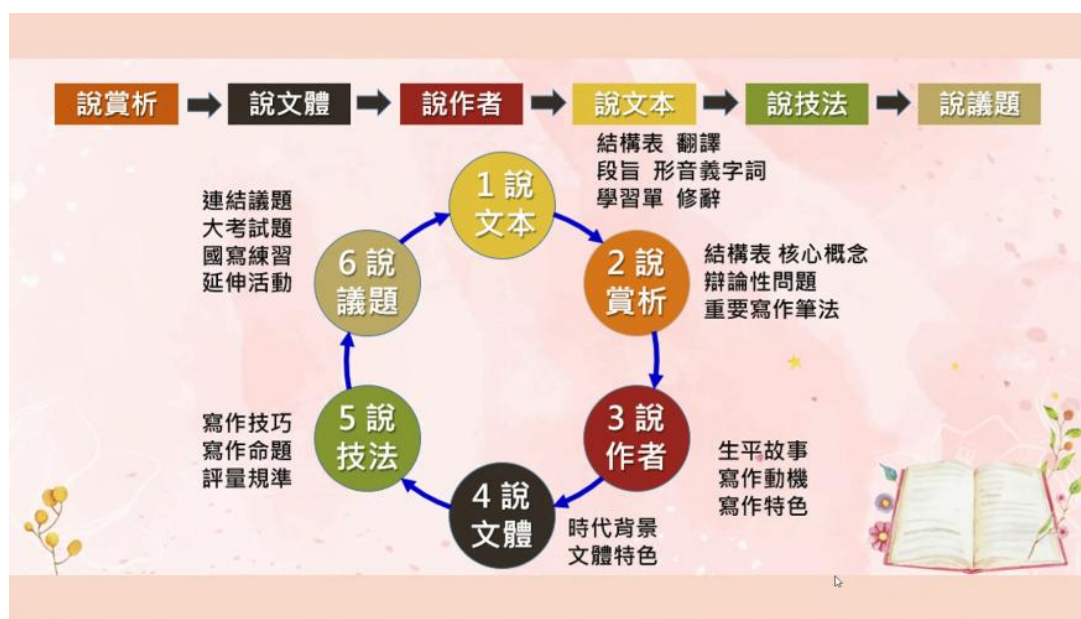 說賞析
說文體
說作者
說文本
說技法
說議題
結構表 翻譯
段旨 形音義字詞
學習單 修辭
1 說
文本
2 說
賞析
結構表 核心概念
辯論性問題
重要寫作筆法
3 說
作者
生平故事
寫作動機
寫作特色
4 說
文體
時代背景
文體特色
5 說
技法
寫作技巧
寫作命題
評量規準
6 說
議題
連結議題
大考試題
國寫練習
延伸活動